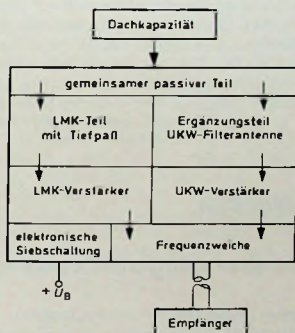 Dachkapazität
gemeinsamer passiver Teil
LMK-Teil
mit Tiefpaß
Ergänzungsteil
UKW-Filterantenne
LMK-Verstärker
UKW-Verstärker
elektronische
Siebschaltung
Frequenzweiche
+ UB
Empfänger